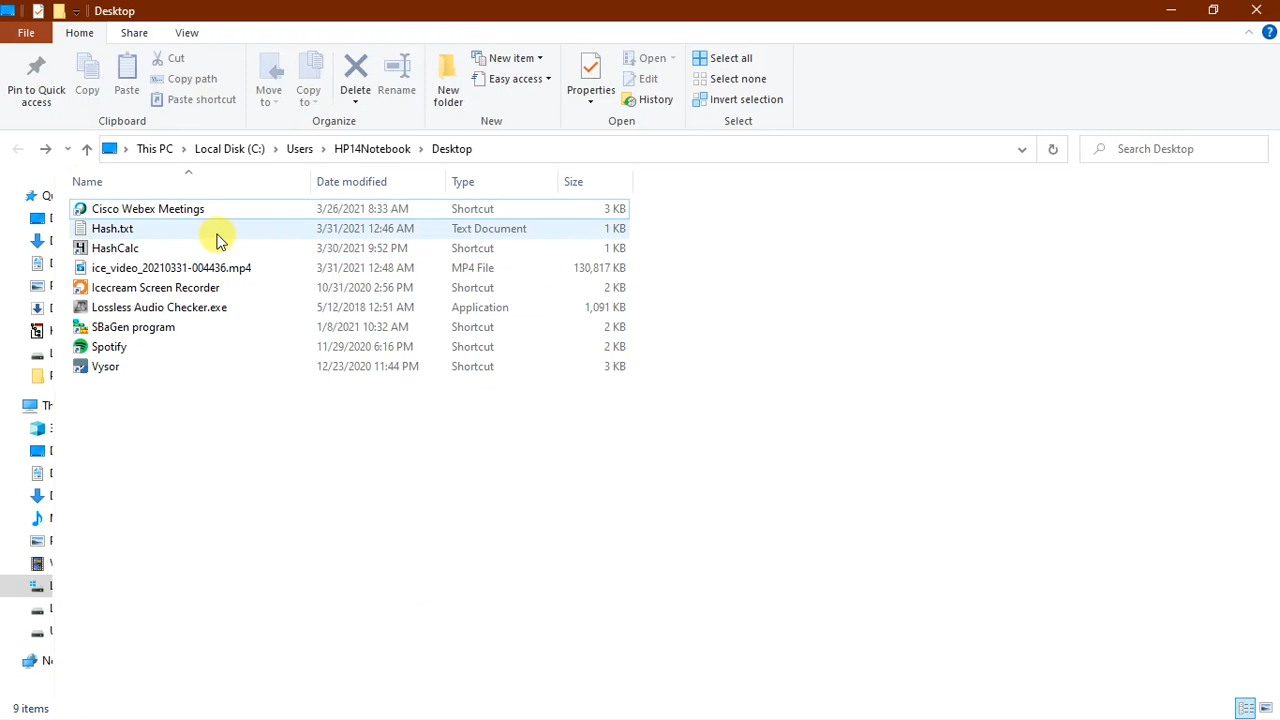 Desktop
File Home Share View
Pin to Quick access
Copy
Paste
Cut
Copy path
Paste shortcut
Clipboard
Move to
Copy to
Delete
Rename
Organize
New folder
New item
Easy access
New
Properties
Open
Edit
History
Open
Select all
Select none
Invert selection
Select
This PC › Local Disk (C:) › Users › HP14Notebook › Desktop
Search Desktop
Name Date modified Type Size
Cisco Webex Meetings 3/26/2021 8:33 AM Shortcut 3 KB
Hash.txt 3/31/2021 12:46 AM Text Document 1 KB
HashCalc 3/30/2021 9:52 PM Shortcut 1 KB
ice_video_20210331-004436.mp4 3/31/2021 12:48 AM MP4 File 130,817 KB
Icecream Screen Recorder 10/31/2020 2:56 PM Shortcut 2 KB
Lossless Audio Checker.exe 5/12/2018 12:51 AM Application 1,091 KB
SBaGen program 1/8/2021 10:32 AM Shortcut 2 KB
Spotify 11/29/2020 6:16 PM Shortcut 2 KB
Vysor 12/23/2020 11:44 PM Shortcut 3 KB
9 items